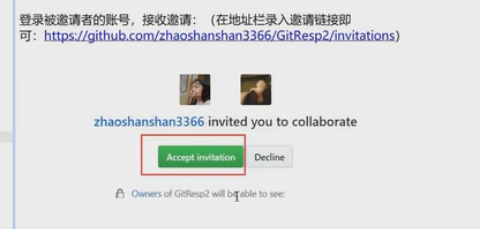 登录被邀请者的账号，接收邀请：（在地址栏录入邀请链接即
可：https://github.com/zhaoshanshan3366/GitResp2/invitations）
zhaoshanshan3366 invited you to collaborate
Accept invitation Decline
Owners of GitResp2 will be able to see: